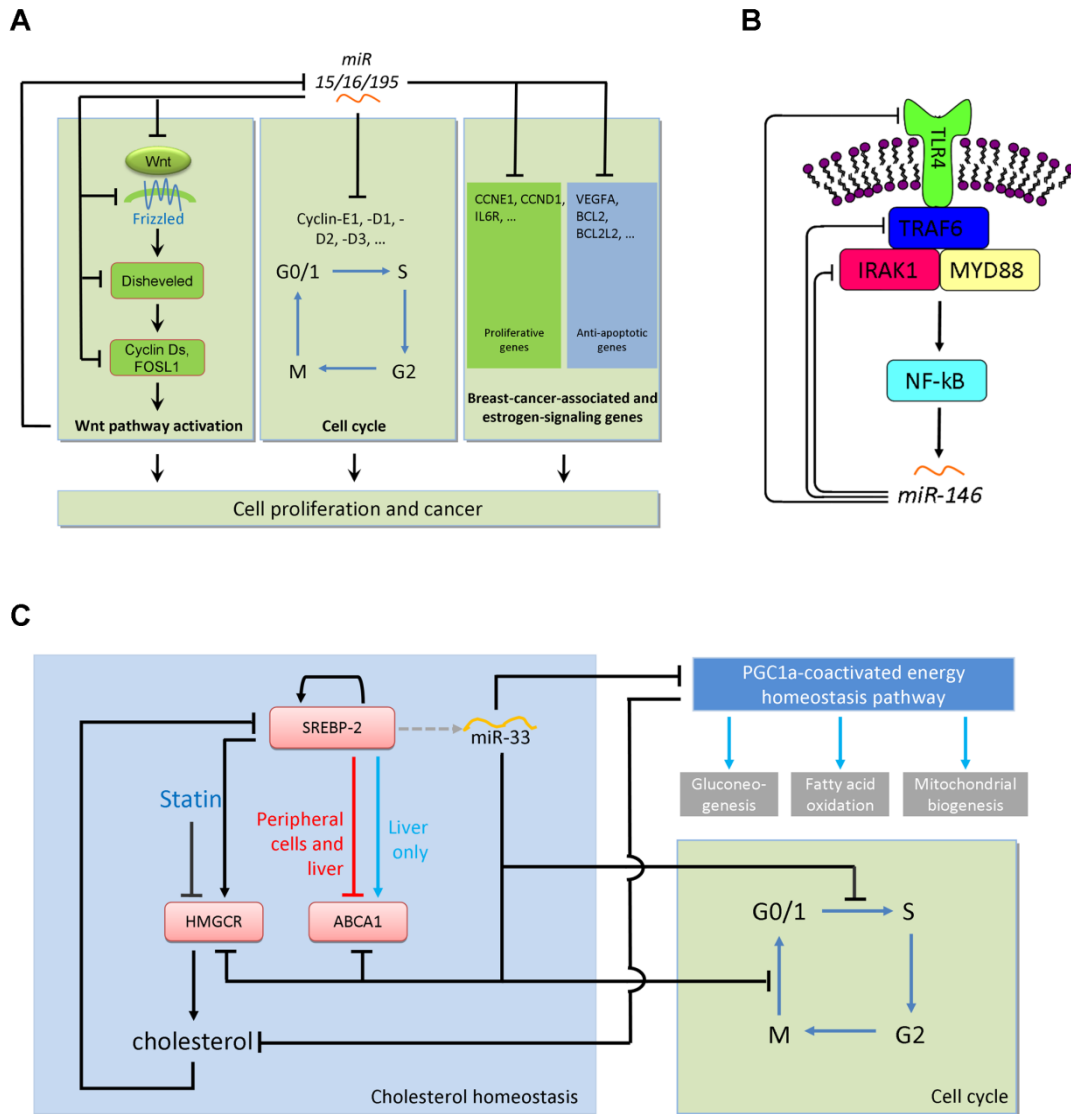 A
miR
15/16/195
Wnt
Frizzled
Disheveled
Cyclin Ds,
FOSL1
Wnt pathway activation
Cyclin-E1, -D1, -
D2, -D3, ...
G0/1
S
M
G2
Cell cycle
CCNE1, CCND1,
IL6R, ...
Proliferative
genes
VEGFA,
BCL2,
BCL2L2, ...
Anti-apoptotic
genes
Breast-cancer-associated and
estrogen-signaling genes
Cell proliferation and cancer
B
TLR4
TRAF6
IRAK1
MYD88
NF-kB
miR-146
C
SREBP-2
miR-33
Statin
Peripheral
cells and
liver
Liver
only
HMGCR
ABCA1
cholesterol
Cholesterol homeostasis
PGC1a-coactivated energy
homeostasis pathway
Gluconeo-
genesis
Fatty acid
oxidation
Mitochondrial
biogenesis
G0/1
S
M
G2
Cell cycle